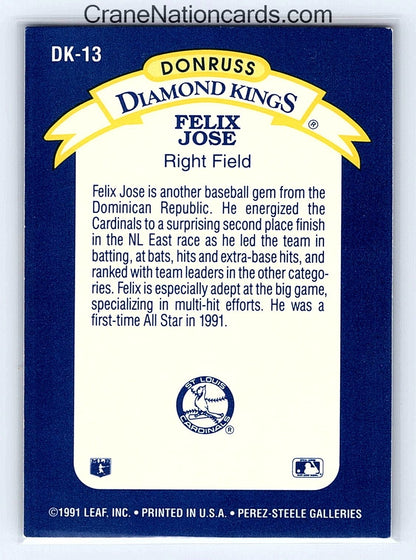 CraneNationcards.com
DK-13
DONRUSS
DIAMOND KINGS ®
FELIX
JOSE
Right Field
Felix Jose is another baseball gem from the
Dominican Republic. He energized the
Cardinals to a surprising second place finish
in the NL East race as he led the team in
batting, at bats, hits and extra-base hits, and
ranked with team leaders in the other catego-
ries. Felix is especially adept at the big game,
specializing in multi-hit efforts. He was a
first-time All Star in 1991.
ST LOUIS
CARDINALS ®
©1991 LEAF, INC. • PRINTED IN U.S.A. • PEREZ-STEELE GALLERIES